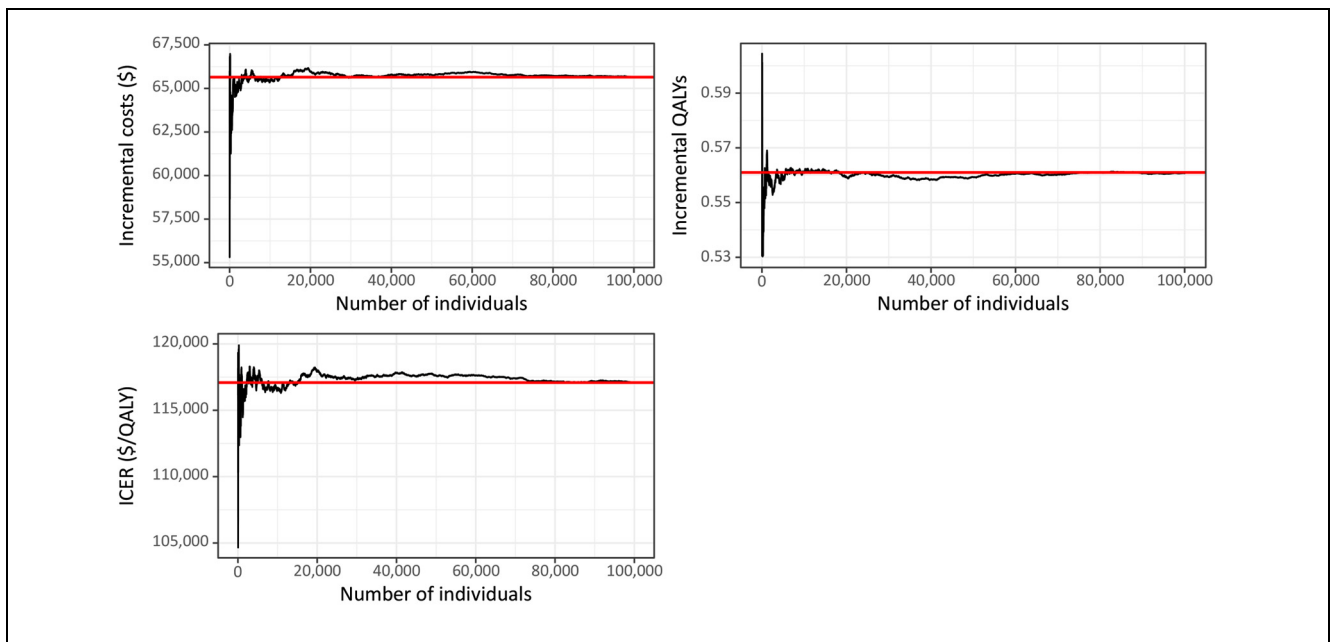 67,500
65,000
62,500
60,000
57,500
55,000
Incremental costs ($)
0 20,000 40,000 60,000 80,000 100,000
Number of individuals
0.59
0.57
0.55
0.53
Incremental QALYs
0 20,000 40,000 60,000 80,000 100,000
Number of individuals
120,000
115,000
110,000
105,000
ICER ($/QALY)
0 20,000 40,000 60,000 80,000 100,000
Number of individuals